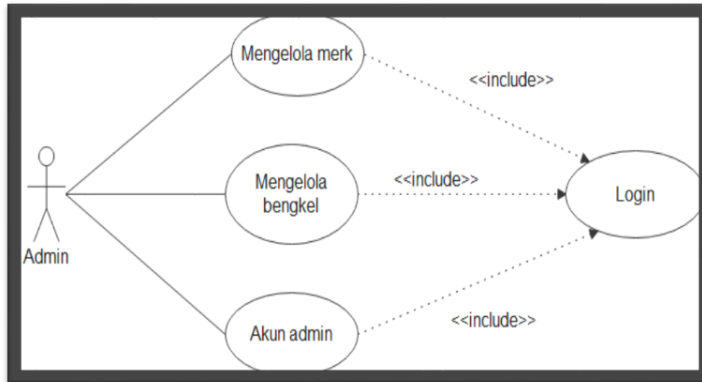 Mengelola merk
<<include>>
Mengelola
bengkel
<<include>>
Login
Admin
Akun admin
<<include>>